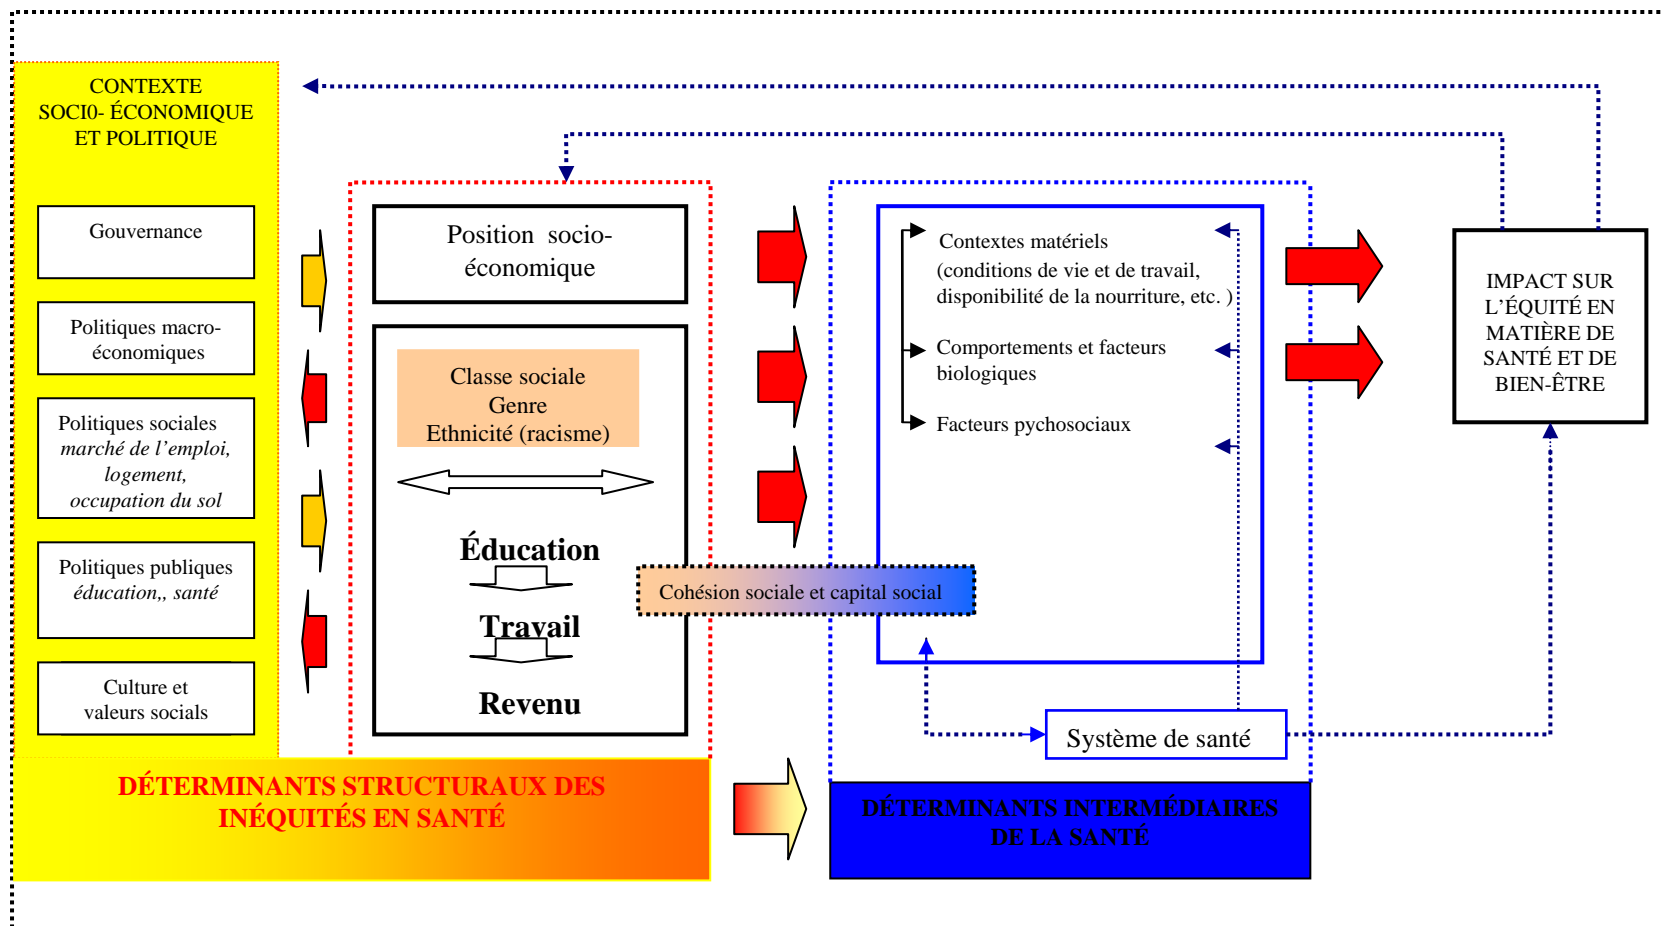 CONTEXTE
SOCI0- ÉCONOMIQUE
ET POLITIQUE
Gouvernance
Politiques macro-
économiques
Politiques sociales
marché de l'emploi,
logement,
occupation du sol
Politiques publiques
éducation,, santé
Culture et
valeurs socials
Position socio-
économique
Classe sociale
Genre
Ethnicité (racisme)
Éducation
Travail
Revenu
Cohésion sociale et capital social
Contextes matériels
(conditions de vie et de travail,
disponibilité de la nourriture, etc. )
Comportements et facteurs
biologiques
Facteurs pychosociaux
Système de santé
IMPACT SUR
L'ÉQUITÉ EN
MATIÈRE DE
SANTÉ ET DE
BIEN-ÊTRE
DÉTERMINANTS STRUCTURAUX DES
INÉQUITÉS EN SANTÉ
DÉTERMINANTS INTERMÉDIAIRES
DE LA SANTÉ